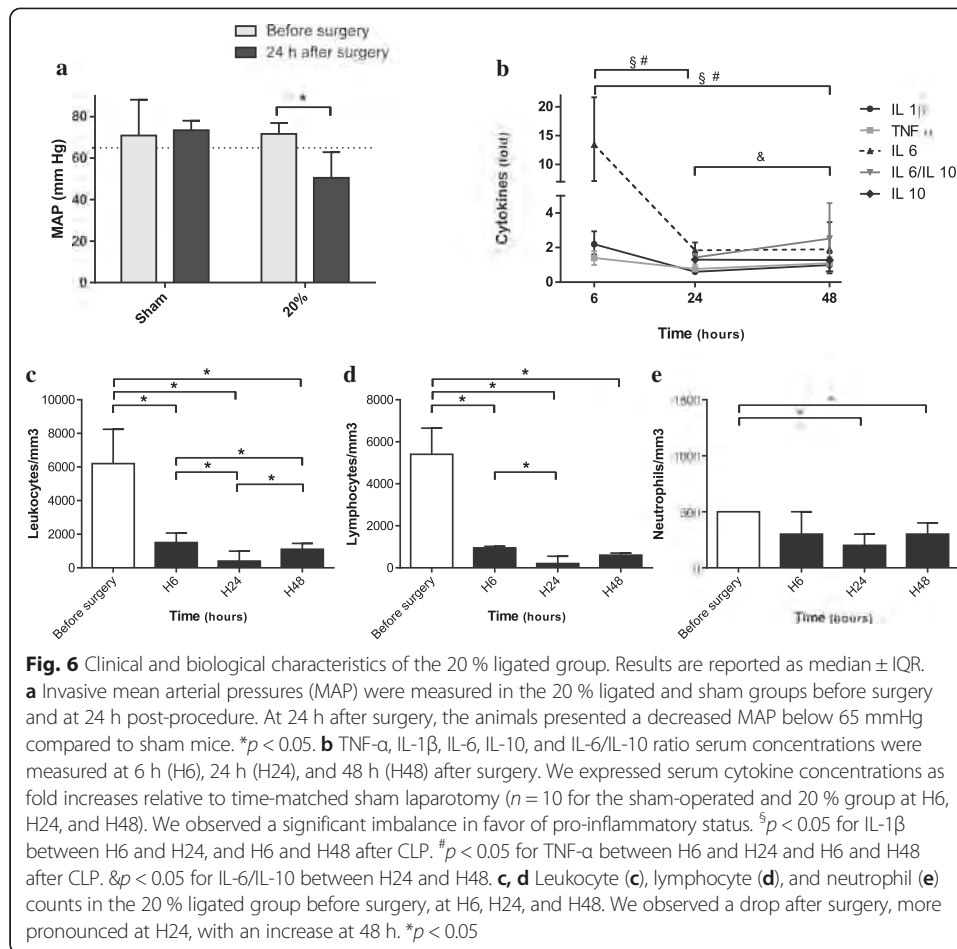 Before surgery
24 h after surgery
a
*
80
60
40
20
0
MAP (mm Hg)
Sham
20%
b
§ #
§ #
&
20
15
10
6
4
2
0
Cytokines (fold)
6
24
48
Time (hours)
IL 1β
TNF α
IL 6
IL 6/IL 10
IL 10
c
*
*
*
*
*
*
10000
8000
6000
4000
2000
0
Leukocytes/mm3
Before surgery
H6
H24
H48
Time (hours)
d
*
*
*
*
8000
6000
4000
2000
0
Lymphocytes/mm3
Before surgery
H6
H24
H48
Time (hours)
e
1500
1000
500
0
Neutrophils/mm3
Before surgery
H6
H24
H48
Time (hours)
Fig. 6 Clinical and biological characteristics of the 20 % ligated group. Results are reported as median ± IQR.
a Invasive mean arterial pressures (MAP) were measured in the 20 % ligated and sham groups before surgery
and at 24 h post-procedure. At 24 h after surgery, the animals presented a decreased MAP below 65 mmHg
compared to sham mice. *p < 0.05. b TNF-α, IL-1β, IL-6, IL-10, and IL-6/IL-10 ratio serum concentrations were
measured at 6 h (H6), 24 h (H24), and 48 h (H48) after surgery. We expressed serum cytokine concentrations as
fold increases relative to time-matched sham laparotomy (n = 10 for the sham-operated and 20 % group at H6,
H24, and H48). We observed a significant imbalance in favor of pro-inflammatory status. §p < 0.05 for IL-1β
between H6 and H24, and H6 and H48 after CLP. #p < 0.05 for TNF-α between H6 and H24 and H6 and H48
after CLP. &p < 0.05 for IL-6/IL-10 between H24 and H48. c, d Leukocyte (c), lymphocyte (d), and neutrophil (e)
counts in the 20 % ligated group before surgery, at H6, H24, and H48. We observed a drop after surgery, more
pronounced at H24, with an increase at 48 h. *p < 0.05